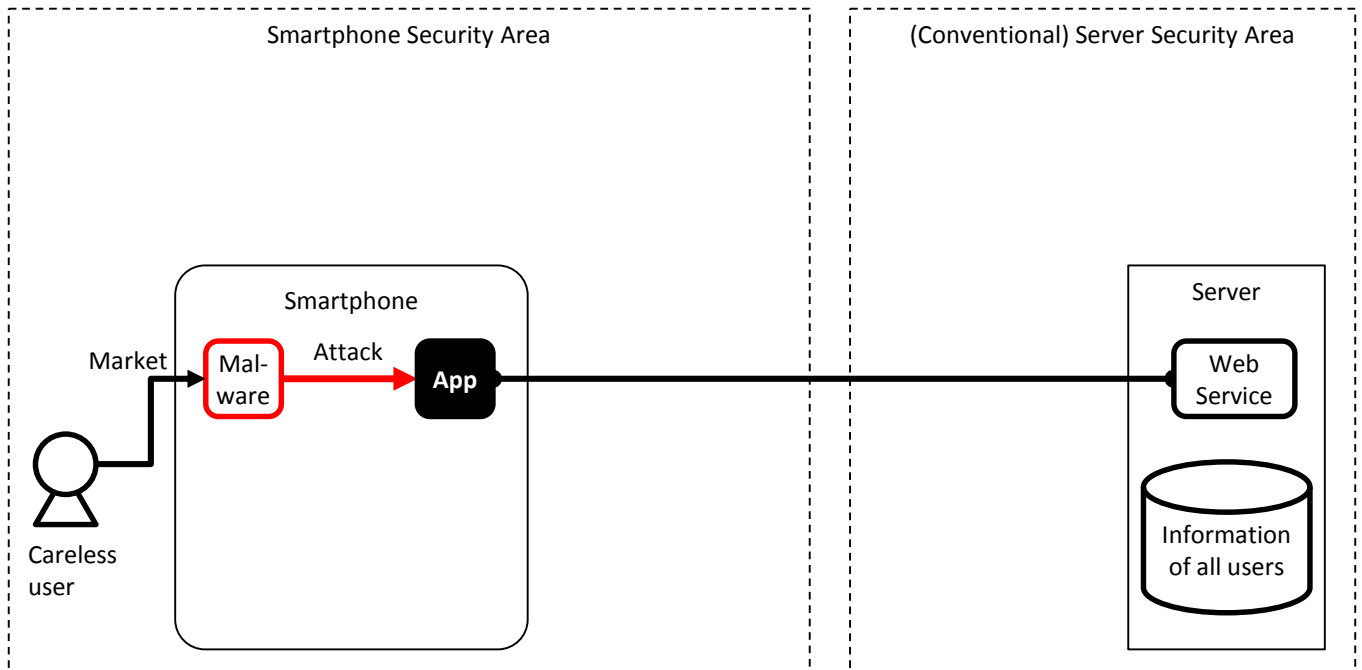 Smartphone Security Area
(Conventional) Server Security Area
Smartphone
Server
Market
Mal-
ware
Attack
App
Web
Service
Careless
user
Information
of all users